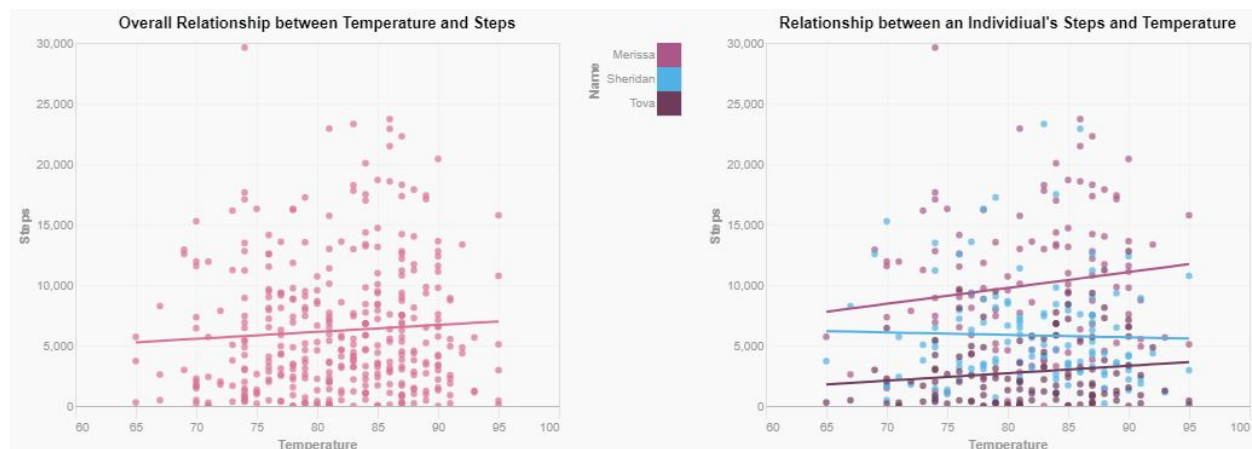 Overall Relationship between Temperature and Steps
30,000
25,000
20,000
15,000
10,000
5,000
0
Steps
60 65 70 75 80 85 90 95 100
Temperature
Name
Merissa
Sheridan
Tova
Relationship between an Individiual's Steps and Temperature
30,000
25,000
20,000
15,000
10,000
5,000
0
Steps
60 65 70 75 80 85 90 95 100
Temperature